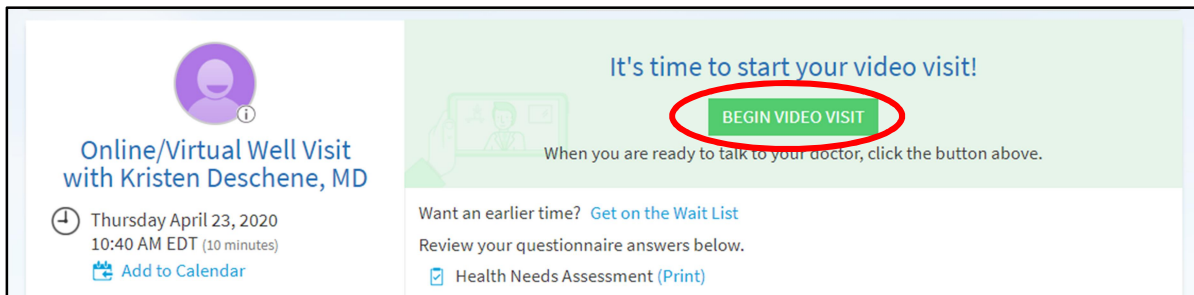 Online/Virtual Well Visit
with Kristen Deschene, MD
Thursday April 23, 2020
10:40 AM EDT (10 minutes)
Add to Calendar
It's time to start your video visit!
BEGIN VIDEO VISIT
When you are ready to talk to your doctor, click the button above.
Want an earlier time? Get on the Wait List
Review your questionnaire answers below.
Health Needs Assessment (Print)